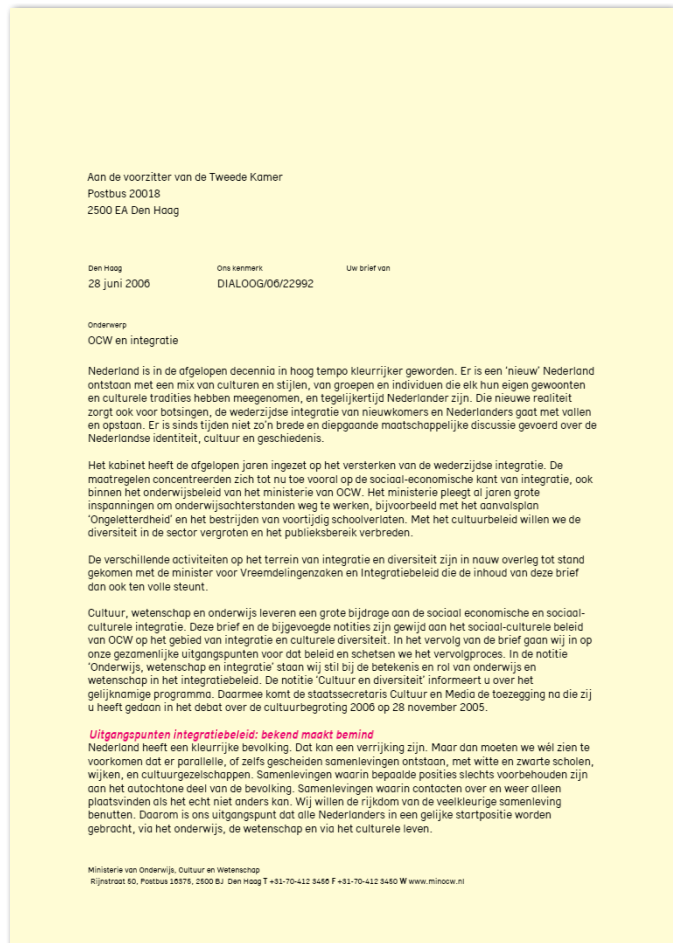 Aan de voorzitter van de Tweede Kamer
Postbus 20018
2500 EA Den Haag
Den Haag Ons kenmerk Uw brief van
28 juni 2006 DIALOOG/06/22992
Onderwerp
OCW en integratie
Nederland is in de afgelopen decennia in hoog tempo kleurrijker geworden. Er is een ‘nieuw’ Nederland
ontstaan met een mix van culturen en stijlen, van groepen en individuen die elk hun eigen gewoonten
en culturele tradities hebben meegenomen, en tegelijkertijd Nederlander zijn. Die nieuwe realiteit
zorgt ook voor botsingen, de wederzijdse integratie van nieuwkomers en Nederlanders gaat met vallen
en opstaan. Er is sinds tijden niet zo’n brede en diepgaande maatschappelijke discussie gevoerd over de
Nederlandse identiteit, cultuur en geschiedenis.
Het kabinet heeft de afgelopen jaren ingezet op het versterken van de wederzijdse integratie. De
maatregelen concentreerden zich tot nu toe vooral op de sociaal-economische kant van integratie, ook
binnen het onderwijsbeleid van het ministerie van OCW. Het ministerie pleegt al jaren grote
inspanningen om onderwijsachterstanden weg te werken, bijvoorbeeld met het aanvalsplan
‘Ongeletterdheid’ en het bestrijden van voortijdig schoolverlaten. Met het cultuurbeleid willen we de
diversiteit in de sector vergroten en het publieksbereik verbreden.
De verschillende activiteiten op het terrein van integratie en diversiteit zijn in nauw overleg tot stand
gekomen met de minister voor Vreemdelingenzaken en Integratiebeleid die de inhoud van deze brief
dan ook ten volle steunt.
Cultuur, wetenschap en onderwijs leveren een grote bijdrage aan de sociaal economische en sociaal-
culturele integratie. Deze brief en de bijgevoegde notities zijn gewijd aan het sociaal-culturele beleid
van OCW op het gebied van integratie en culturele diversiteit. In het vervolg van de brief gaan wij in op
onze gezamenlijke uitgangspunten voor dat beleid en schetsen we het vervolgproces. In de notitie
‘Onderwijs, wetenschap en integratie’ staan wij stil bij de betekenis en rol van onderwijs en
wetenschap in het integratiebeleid. De notitie ‘Cultuur en diversiteit’ informeert u over het
gelijknamige programma. Daarmee komt de staatssecretaris Cultuur en Media de toezegging na die zij
u heeft gedaan in het debat over de cultuurbegroting 2006 op 28 november 2005.
Uitgangspunten integratiebeleid: bekend maakt bemind
Nederland heeft een kleurrijke bevolking. Dat kan een verrijking zijn. Maar dan moeten we wél zien te
voorkomen dat er parallelle, of zelfs gescheiden samenlevingen ontstaan, met witte en zwarte scholen,
wijken, en cultuurgezelschappen. Samenlevingen waarin bepaalde posities slechts voorbehouden zijn
aan het autochtone deel van de bevolking. Samenlevingen waarin contacten over en weer alleen
plaatsvinden als het echt niet anders kan. Wij willen de rijkdom van de veelkleurige samenleving
benutten. Daarom is ons uitgangspunt dat alle Nederlanders in een gelijke startpositie worden
gebracht, via het onderwijs, de wetenschap en via het culturele leven.
Ministerie van Onderwijs, Cultuur en Wetenschap
Rijnstraat 50, Postbus 16375, 2500 BJ Den Haag T +31-70-412 3456 F +31-70-412 3450 W www.minocw.nl